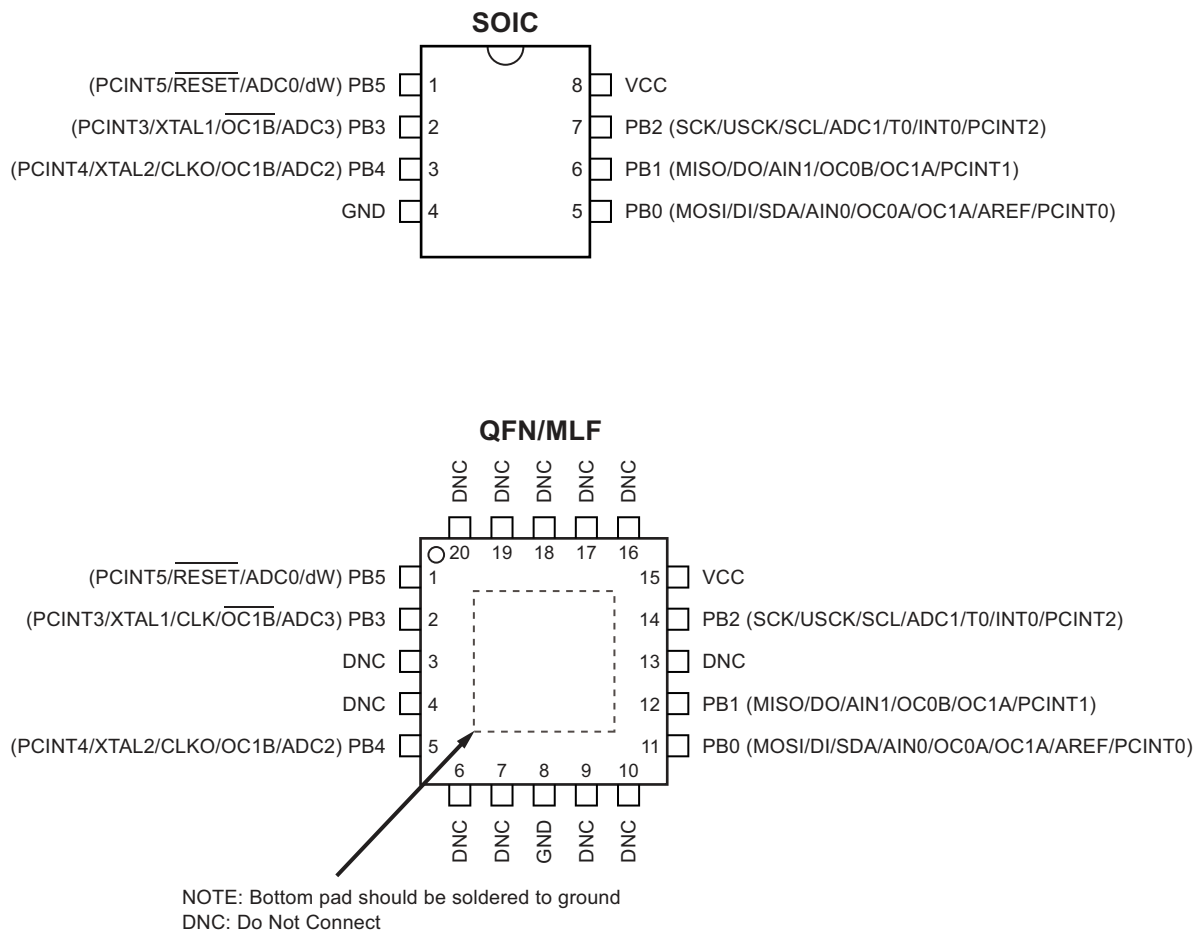 SOIC
(PCINT5/RESET/ADC0/dW) PB5 1
8 VCC
(PCINT3/XTAL1/OC1B/ADC3) PB3 2
7 PB2 (SCK/USCK/SCL/ADC1/T0/INT0/PCINT2)
(PCINT4/XTAL2/CLKO/OC1B/ADC2) PB4 3
6 PB1 (MISO/DO/AIN1/OC0B/OC1A/PCINT1)
GND 4
5 PB0 (MOSI/DI/SDA/AIN0/OC0A/OC1A/AREF/PCINT0)
QFN/MLF
DNC DNC DNC DNC DNC
20 19 18 17 16
(PCINT5/RESET/ADC0/dW) PB5 1
15 VCC
(PCINT3/XTAL1/CLK/OC1B/ADC3) PB3 2
14 PB2 (SCK/USCK/SCL/ADC1/T0/INT0/PCINT2)
DNC 3
13 DNC
DNC 4
12 PB1 (MISO/DO/AIN1/OC0B/OC1A/PCINT1)
(PCINT4/XTAL2/CLKO/OC1B/ADC2) PB4 5
11 PB0 (MOSI/DI/SDA/AIN0/OC0A/OC1A/AREF/PCINT0)
6 7 8 9 10
DNC DNC GND DNC DNC
NOTE: Bottom pad should be soldered to ground
DNC: Do Not Connect